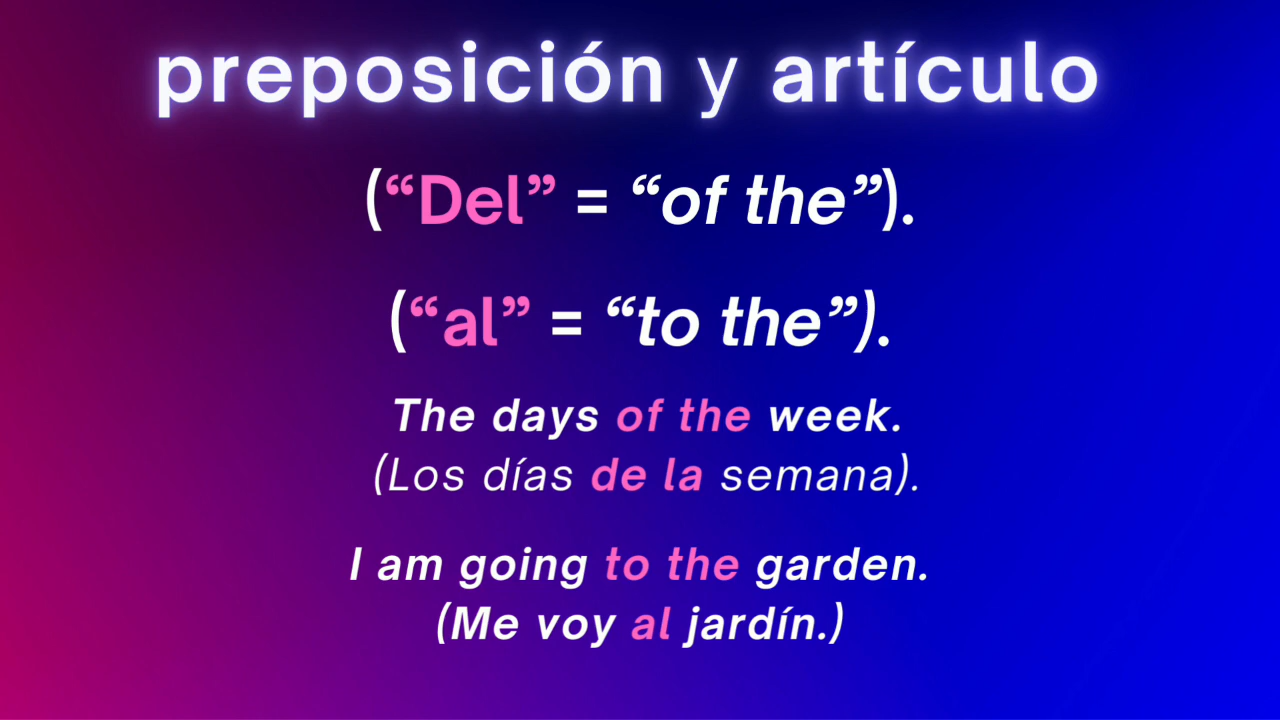 preposición y artículo
(“Del” = “of the”).
(“al” = “to the”).
The days of the week.
(Los días de la semana).
I am going to the garden.
(Me voy al jardín.)